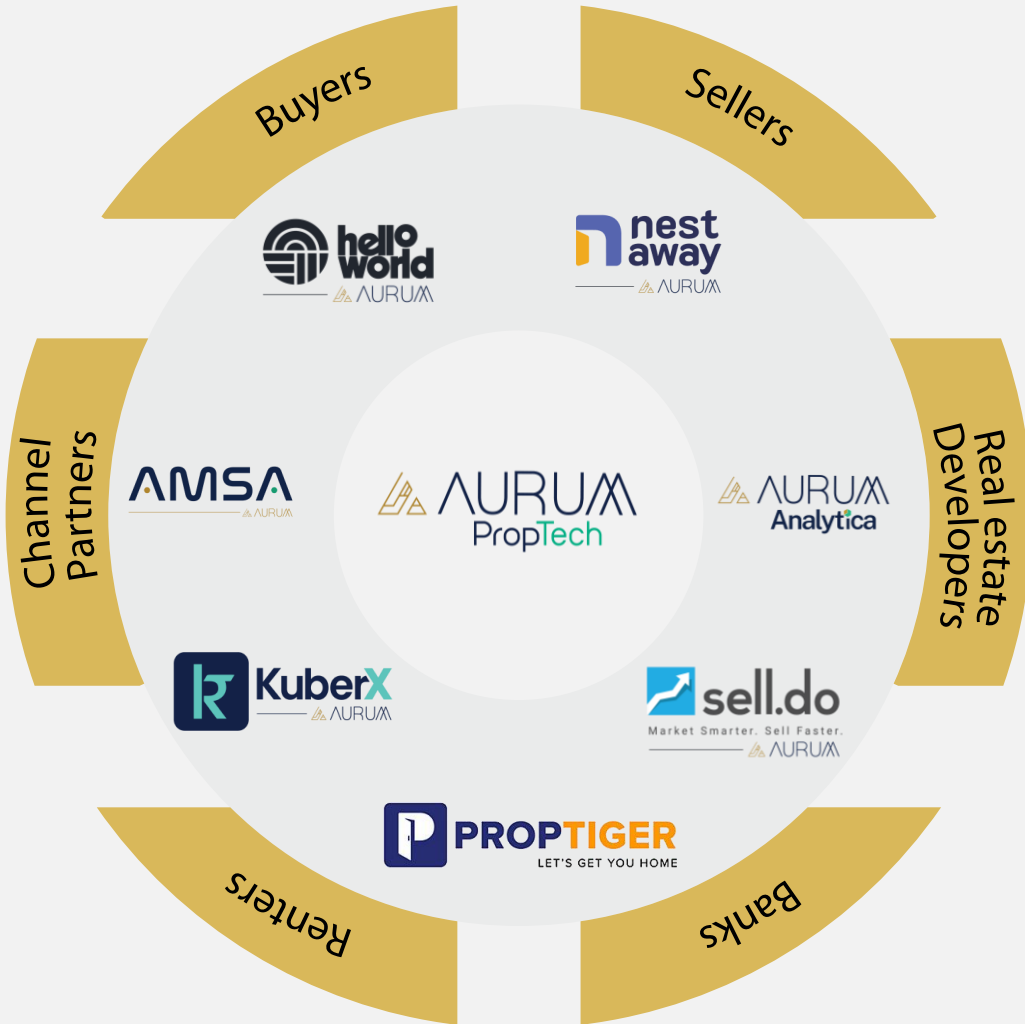 Buyers
Sellers
hello
world
AURUM
nest
away
AURUM
Channel
Partners
AMSA
AURUM
AURUM
PropTech
AURUM
Analytica
Real estate
Developers
KuberX
AURUM
sell.do
Market Smarter. Sell Faster.
AURUM
PROPTIGER
LET'S GET YOU HOME
Renters
Banks